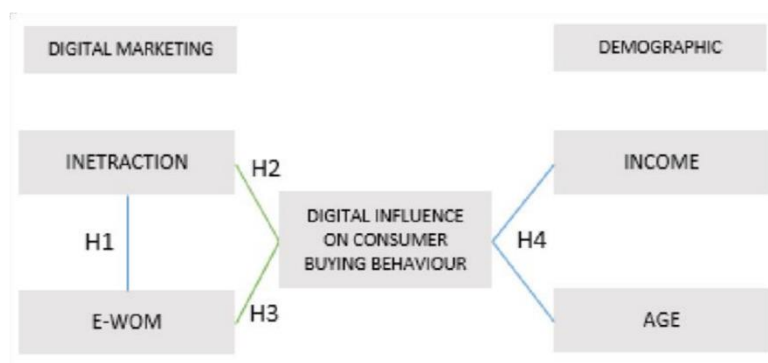 DIGITAL MARKETING
DEMOGRAPHIC
INETRACTION
H2
INCOME
H1
DIGITAL INFLUENCE
ON CONSUMER
BUYING BEHAVIOUR
H4
E-WOM
H3
AGE